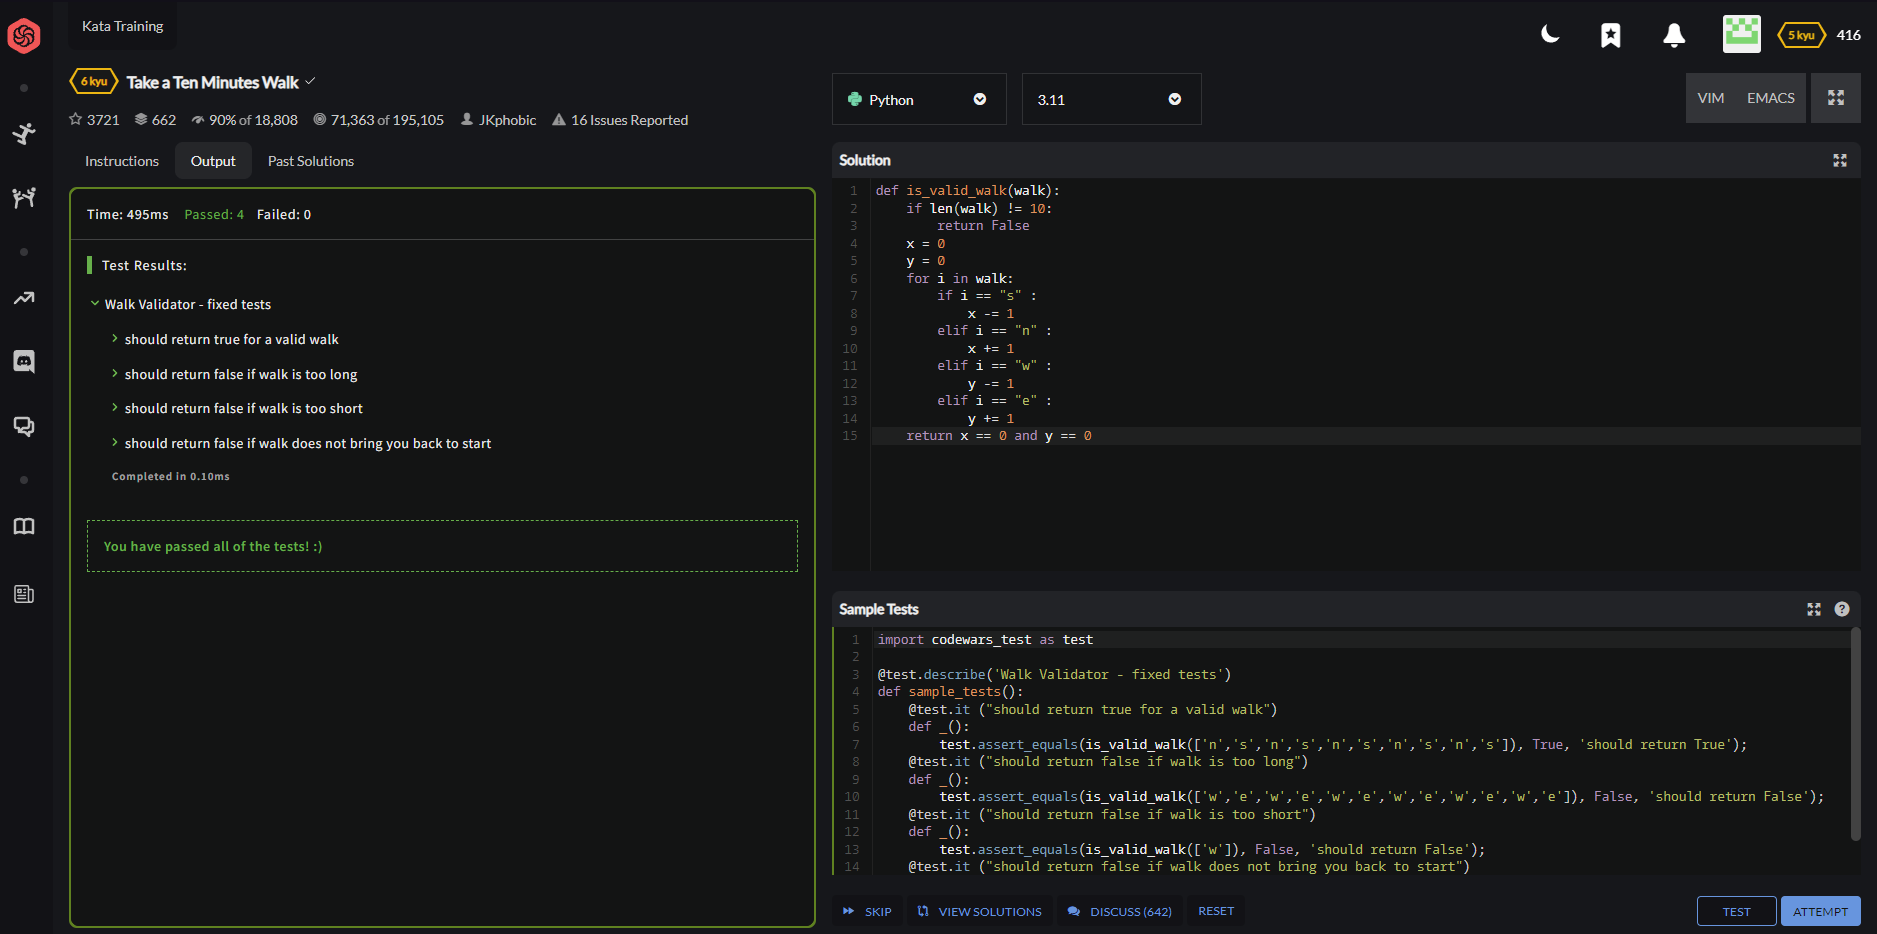 Kata Training
5 kyu 416
6 kyu Take a Ten Minutes Walk
3721 662 90% of 18,808 71,363 of 195,105 JKphobic 16 Issues Reported
Instructions Output Past Solutions
Time: 495ms Passed: 4 Failed: 0
Test Results:
Walk Validator - fixed tests
should return true for a valid walk
should return false if walk is too long
should return false if walk is too short
should return false if walk does not bring you back to start
Completed in 0.10ms
You have passed all of the tests! :)
Python 3.11 VIM EMACS
Solution
1 def is_valid_walk(walk):
2     if len(walk) != 10:
3         return False
4     x = 0
5     y = 0
6     for i in walk:
7         if i == "s" :
8             x -= 1
9         elif i == "n" :
10             x += 1
11         elif i == "w" :
12             y -= 1
13         elif i == "e" :
14             y += 1
15     return x == 0 and y == 0
Sample Tests ?
1 import codewars_test as test
2
3 @test.describe('Walk Validator - fixed tests')
4 def sample_tests():
5     @test.it ("should return true for a valid walk")
6     def _():
7         test.assert_equals(is_valid_walk(['n','s','n','s','n','s','n','s','n','s']), True, 'should return True');
8     @test.it ("should return false if walk is too long")
9     def _():
10         test.assert_equals(is_valid_walk(['w','e','w','e','w','e','w','e','w','e','w','e']), False, 'should return False');
11     @test.it ("should return false if walk is too short")
12     def _():
13         test.assert_equals(is_valid_walk(['w']), False, 'should return False');
14     @test.it ("should return false if walk does not bring you back to start")
SKIP VIEW SOLUTIONS DISCUSS (642) RESET TEST ATTEMPT